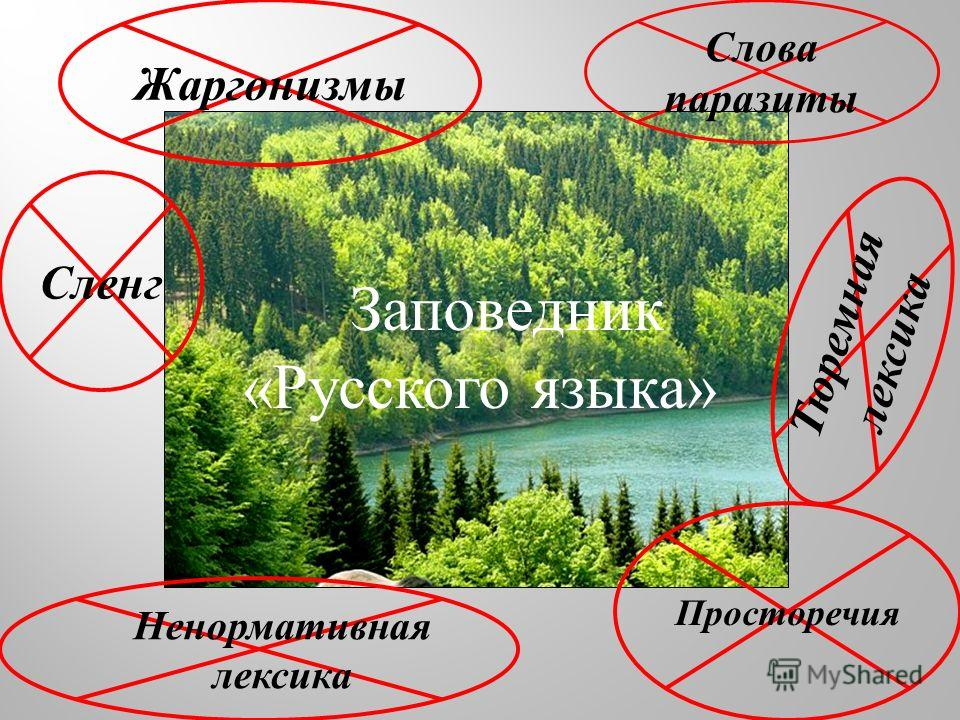 Жаргонизмы
Слова
паразиты
Сленг
Заповедник
«Русского языка»
Тюремная
лексика
Ненормативная
лексика
Просторечия
MyShared